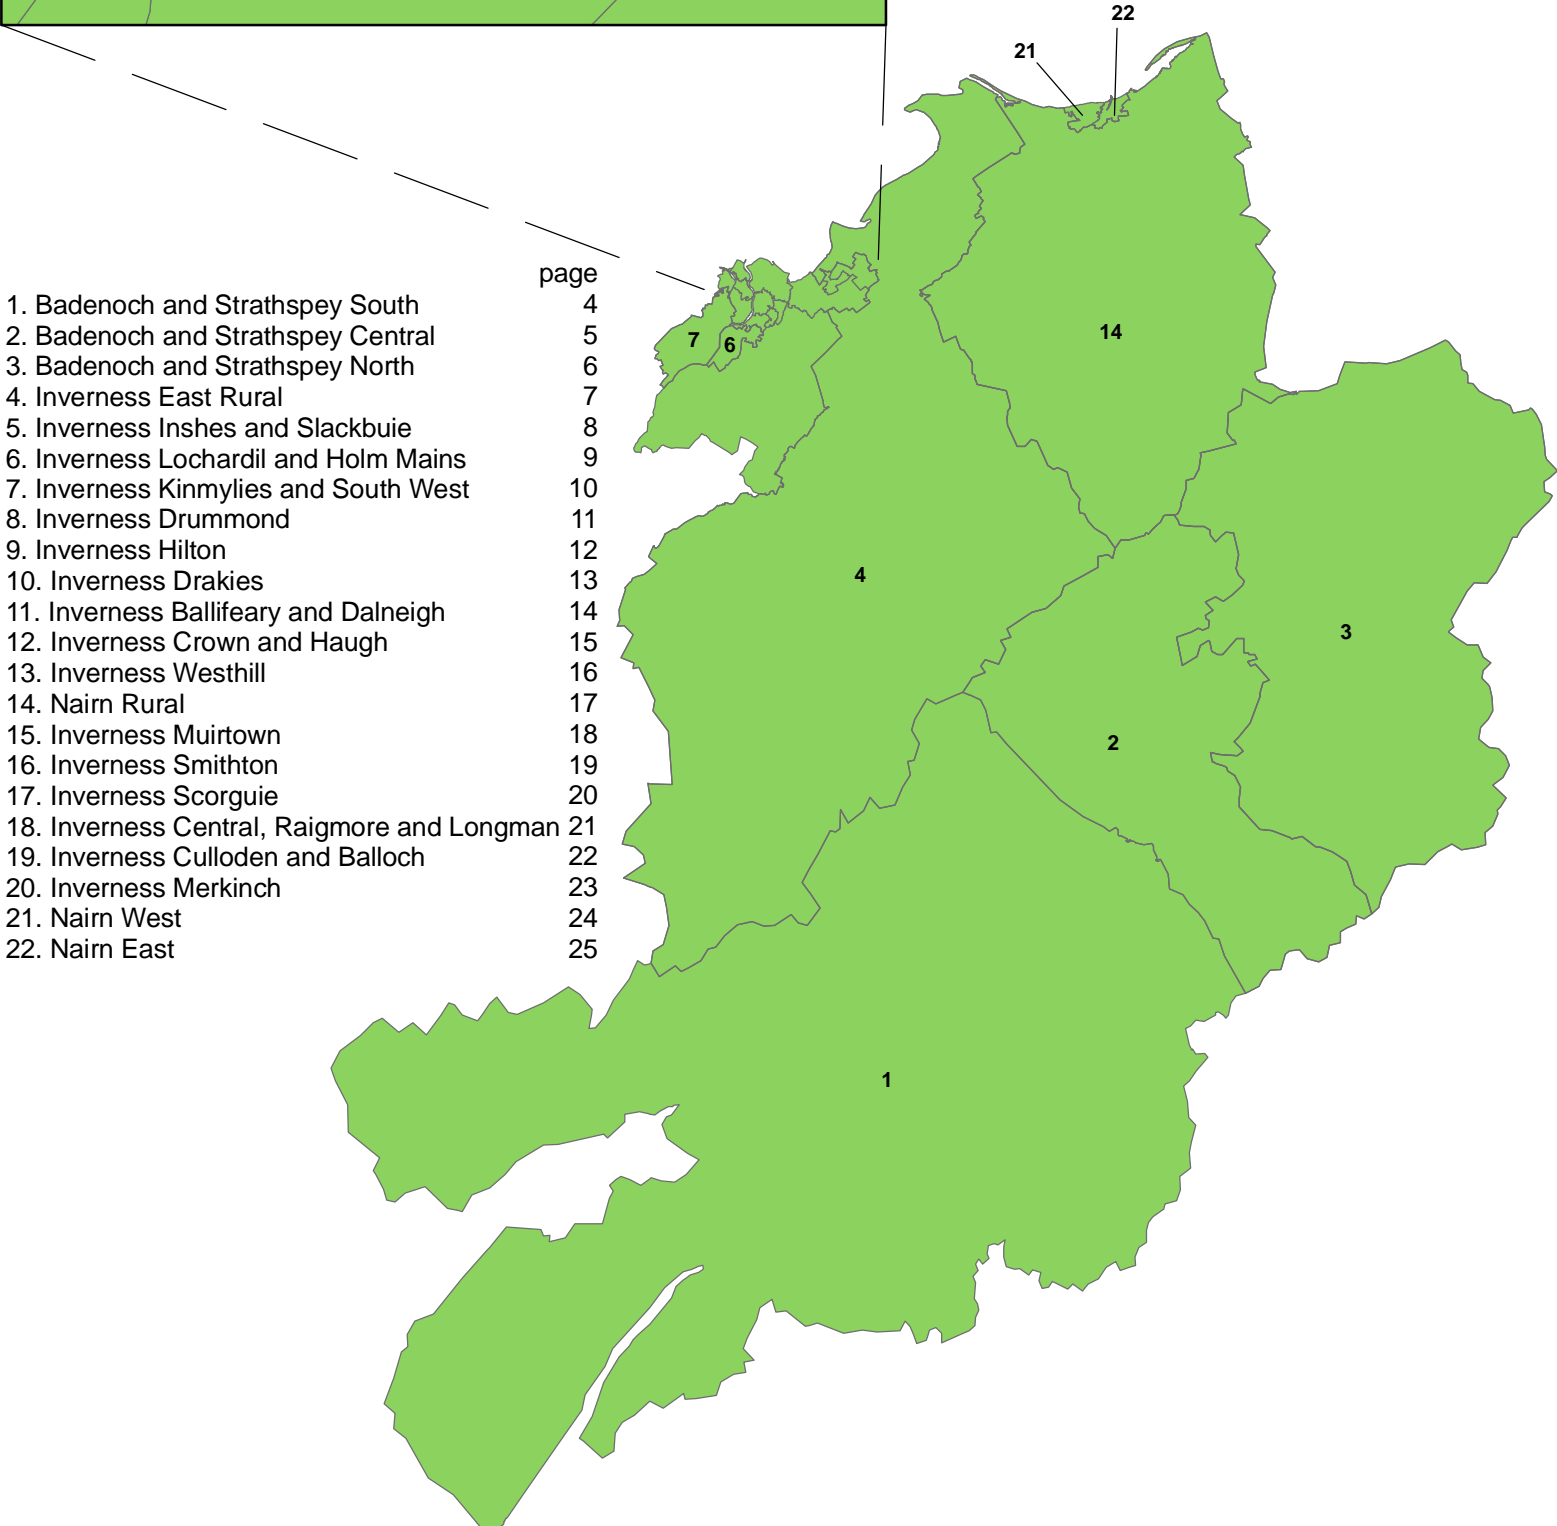 22
21
page
1. Badenoch and Strathspey South 4
2. Badenoch and Strathspey Central 5
3. Badenoch and Strathspey North 6
4. Inverness East Rural 7
5. Inverness Inshes and Slackbuie 8
6. Inverness Lochardil and Holm Mains 9
7. Inverness Kinmylies and South West 10
8. Inverness Drummond 11
9. Inverness Hilton 12
10. Inverness Drakies 13
11. Inverness Ballifeary and Dalneigh 14
12. Inverness Crown and Haugh 15
13. Inverness Westhill 16
14. Nairn Rural 17
15. Inverness Muirtown 18
16. Inverness Smithton 19
17. Inverness Scorguie 20
18. Inverness Central, Raigmore and Longman 21
19. Inverness Culloden and Balloch 22
20. Inverness Merkinch 23
21. Nairn West 24
22. Nairn East 25
7
6
14
4
3
2
1